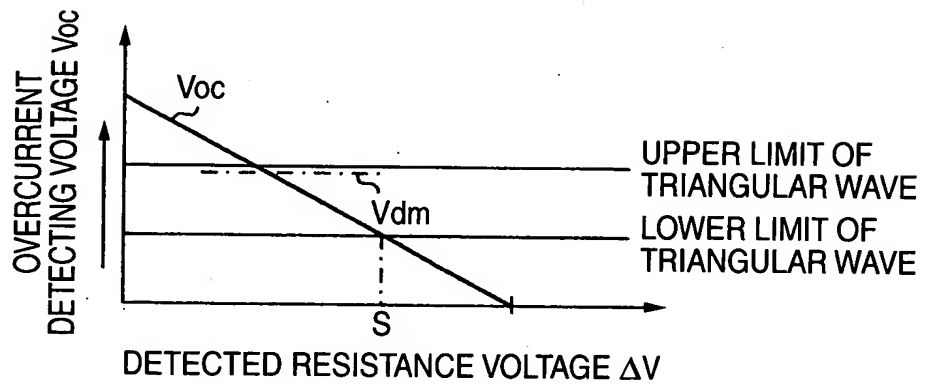 OVERCURRENT
DETECTING VOLTAGE Voc
Voc
UPPER LIMIT OF
TRIANGULAR WAVE
Vdm
LOWER LIMIT OF
TRIANGULAR WAVE
S
DETECTED RESISTANCE VOLTAGE ΔV